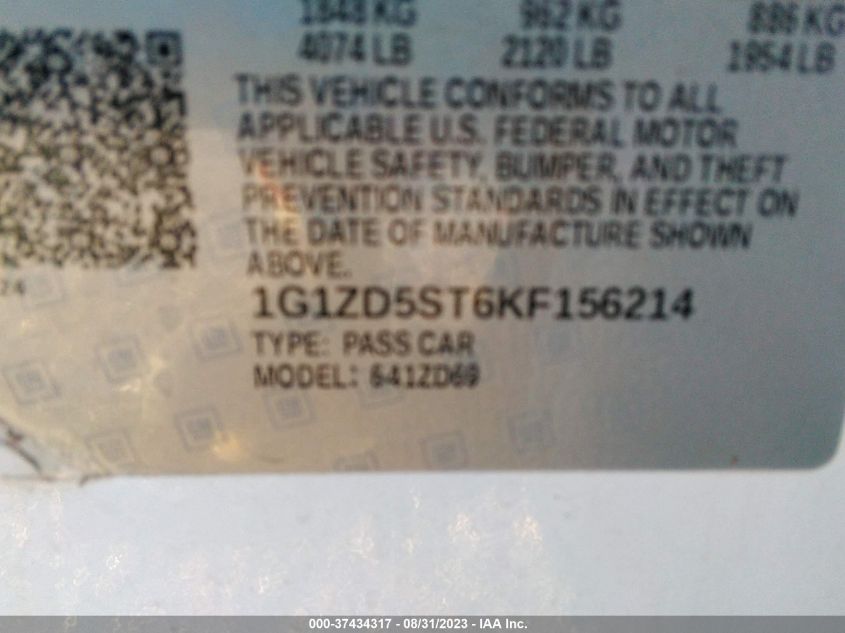 1848 KG 962 KG 886 KG
4074 LB 2120 LB 1954 LB
THIS VEHICLE CONFORMS TO ALL
APPLICABLE U.S. FEDERAL MOTOR
VEHICLE SAFETY, BUMPER, AND THEFT
PREVENTION STANDARDS IN EFFECT ON
THE DATE OF MANUFACTURE SHOWN
ABOVE.
1G1ZD5ST6KF156214
TYPE: PASS CAR
MODEL: 641ZD69
000-37434317 - 08/31/2023 - IAA Inc.